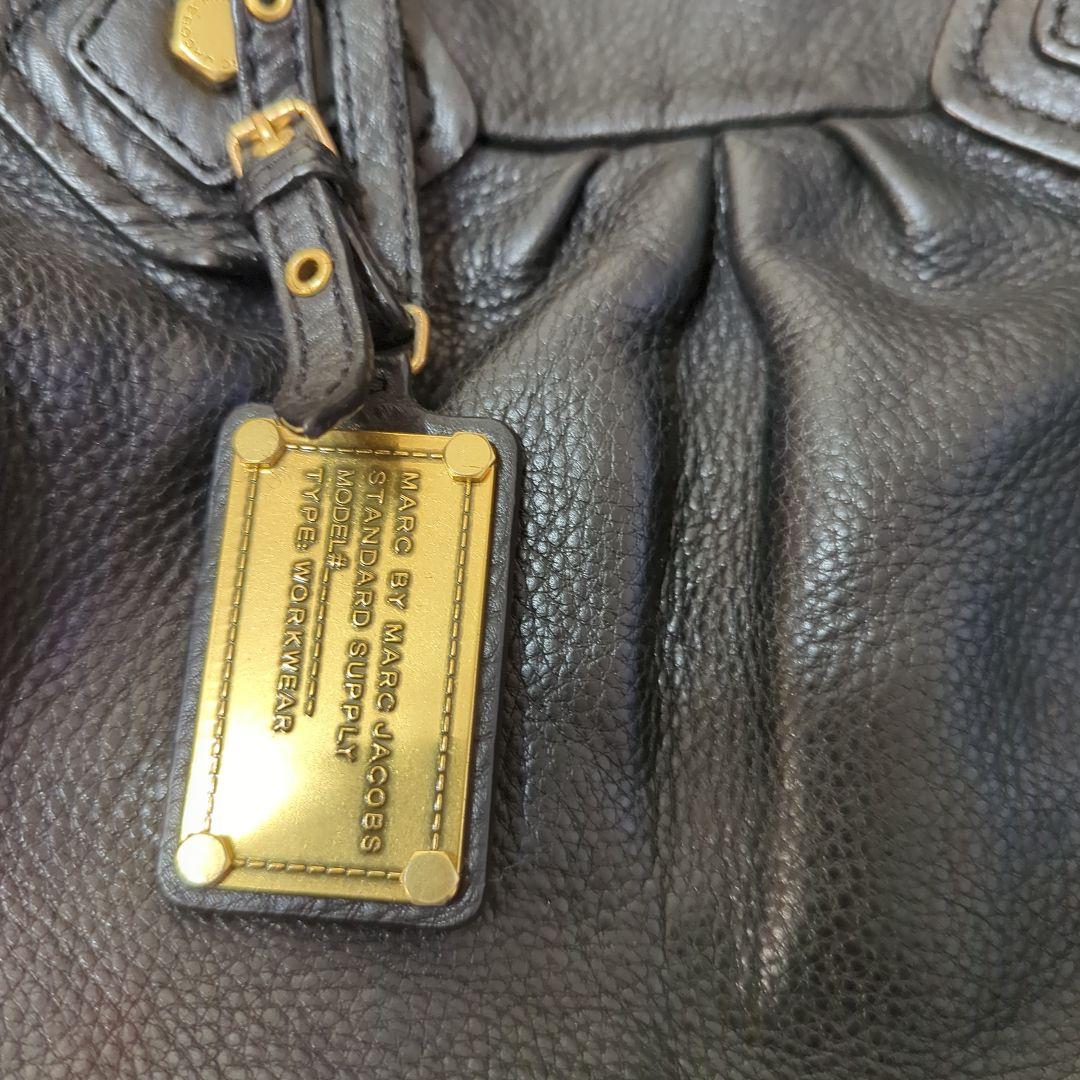 MARC BY MARC JACOBS
STANDARD SUPPLY
MODEL#
TYPE: WORKWEAR